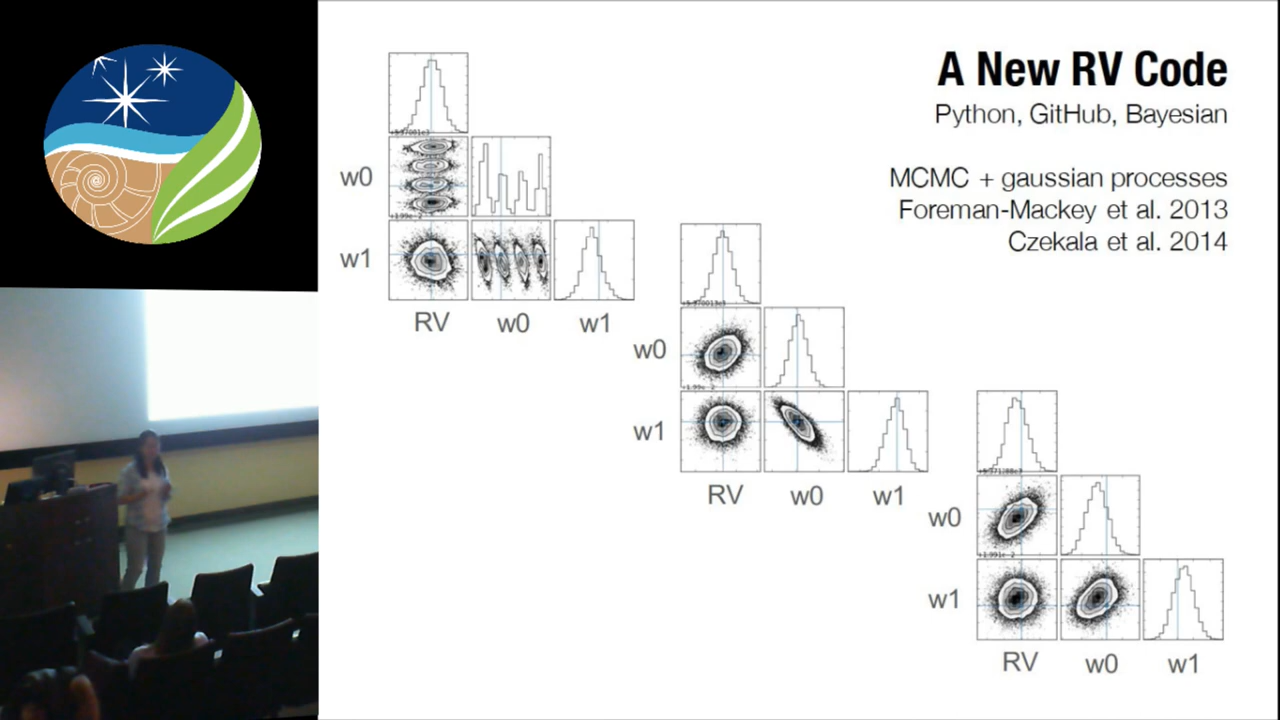 A New RV Code
Python, GitHub, Bayesian
MCMC + gaussian processes
Foreman-Mackey et al. 2013
Czekala et al. 2014
w0
w1
RV w0 w1
w0
w1
RV w0 w1
w0
w1
RV w0 w1